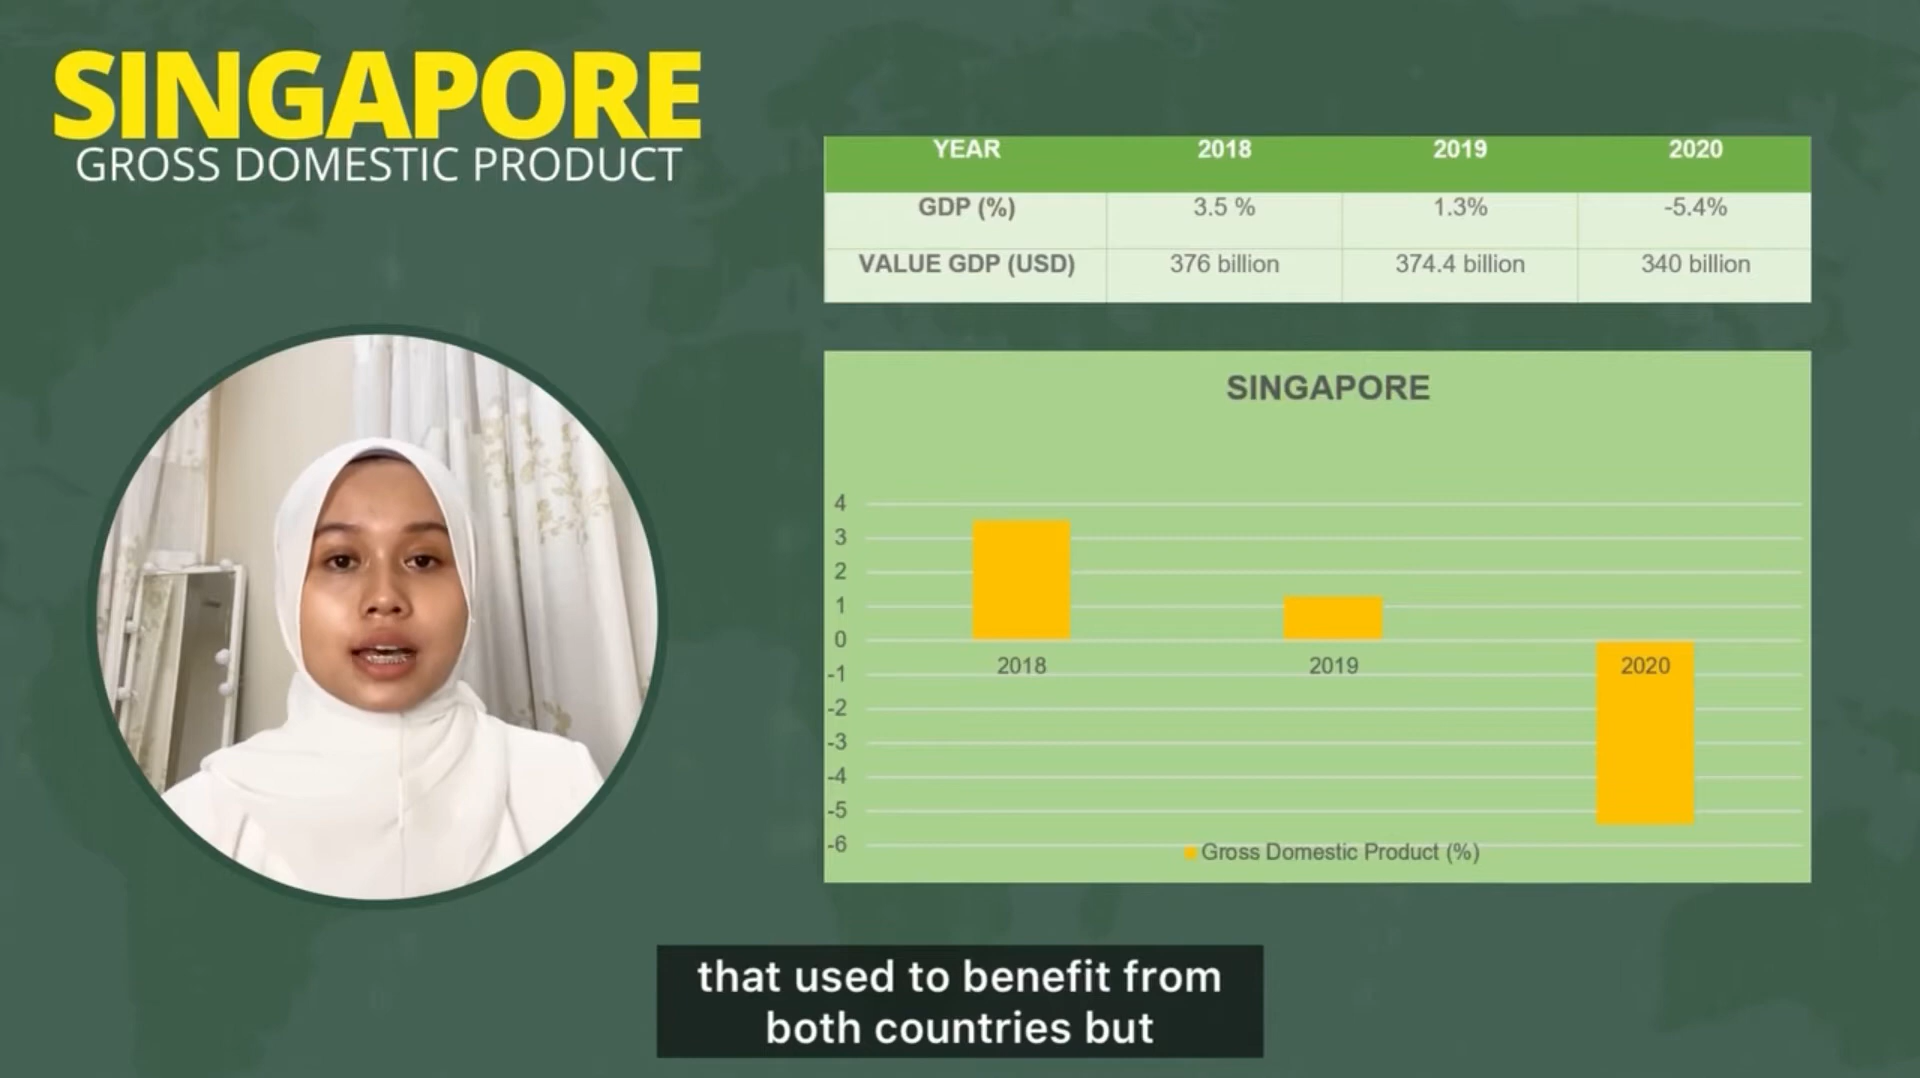 SINGAPORE
GROSS DOMESTIC PRODUCT
YEAR 2018 2019 2020
GDP (%) 3.5 % 1.3% -5.4%
VALUE GDP (USD) 376 billion 374.4 billion 340 billion
SINGAPORE
4
3
2
1
0
-1
-2
-3
-4
-5
-6
2018 2019 2020
Gross Domestic Product (%)
that used to benefit from
both countries but